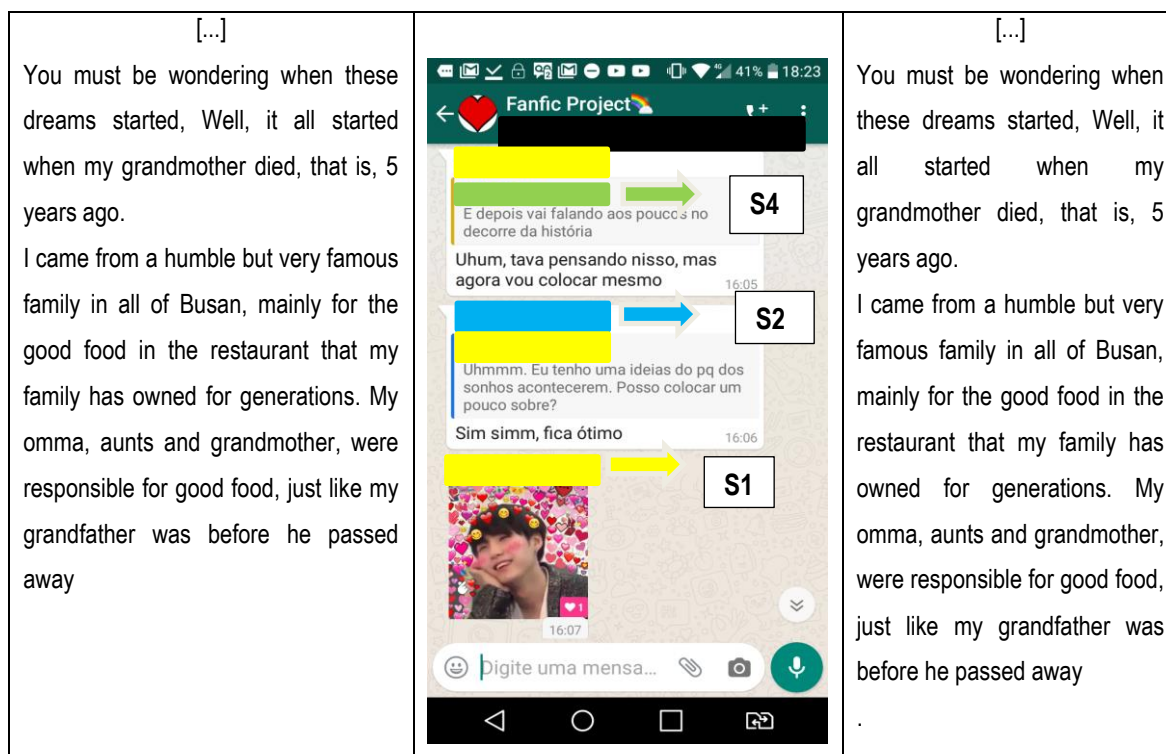 [...]
You must be wondering when these
dreams started, Well, it all started
when my grandmother died, that is, 5
years ago.
I came from a humble but very famous
family in all of Busan, mainly for the
good food in the restaurant that my
family has owned for generations. My
omma, aunts and grandmother, were
responsible for good food, just like my
grandfather was before he passed
away
4G 41% 18:23
Fanfic Project
S4
E depois vai falando aos poucos no
decorre da história
Uhum, tava pensando nisso, mas
agora vou colocar mesmo
16:05
S2
Uhmmm. Eu tenho uma ideias do pq dos
sonhos acontecerem. Posso colocar um
pouco sobre?
Sim simm, fica ótimo
16:06
S1
1
16:07
Digite uma mensa...
[...]
You must be wondering when
these dreams started, Well, it
all started when my
grandmother died, that is, 5
years ago.
I came from a humble but very
famous family in all of Busan,
mainly for the good food in the
restaurant that my family has
owned for generations. My
omma, aunts and grandmother,
were responsible for good food,
just like my grandfather was
before he passed away
.